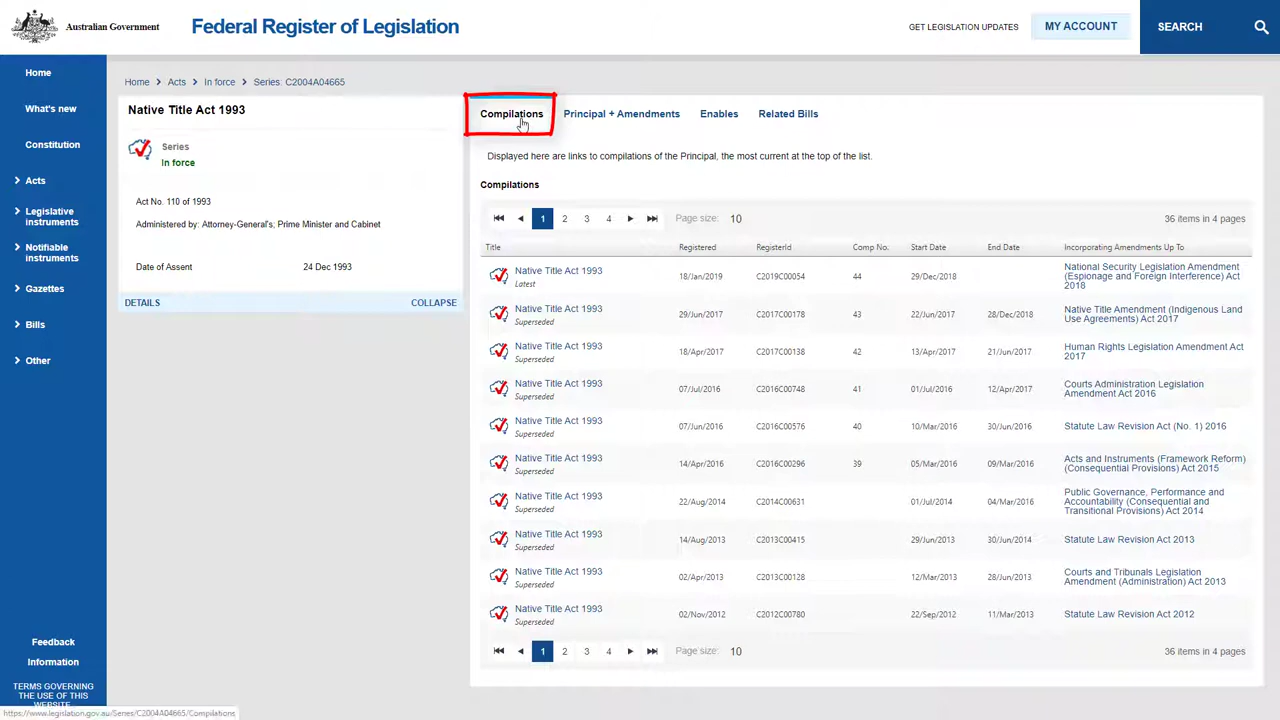 Australian Government
Federal Register of Legislation
GET LEGISLATION UPDATES
MY ACCOUNT
SEARCH
Home
What's new
Constitution
Acts
Legislative
instruments
Notifiable
instruments
Gazettes
Bills
Other
Feedback
Information
TERMS GOVERNING
THE USE OF THIS
WEBSITE
Home > Acts > In force > Series: C2004A04665
Native Title Act 1993
Series
In force
Act No. 110 of 1993
Administered by: Attorney-General's; Prime Minister and Cabinet
Date of Assent 24 Dec 1993
DETAILS COLLAPSE
Compilations Principal + Amendments Enables Related Bills
Displayed here are links to compilations of the Principal, the most current at the top of the list.
Compilations
1 2 3 4 Page size: 10 36 items in 4 pages
Title Registered RegisterId Comp No. Start Date End Date Incorporating Amendments Up To
Native Title Act 1993
Latest
18/Jan/2019 C2019C00054 44 29/Dec/2018
National Security Legislation Amendment
(Espionage and Foreign Interference) Act
2018
Native Title Act 1993
Superseded
29/Jun/2017 C2017C00178 43 22/Jun/2017 28/Dec/2018
Native Title Amendment (Indigenous Land
Use Agreements) Act 2017
Native Title Act 1993
Superseded
18/Apr/2017 C2017C00138 42 13/Apr/2017 21/Jun/2017
Human Rights Legislation Amendment Act
2017
Native Title Act 1993
Superseded
07/Jul/2016 C2016C00748 41 01/Jul/2016 12/Apr/2017
Courts Administration Legislation
Amendment Act 2016
Native Title Act 1993
Superseded
07/Jun/2016 C2016C00576 40 10/Mar/2016 30/Jun/2016
Statute Law Revision Act (No. 1) 2016
Native Title Act 1993
Superseded
14/Apr/2016 C2016C00296 39 05/Mar/2016 09/Mar/2016
Acts and Instruments (Framework Reform)
(Consequential Provisions) Act 2015
Native Title Act 1993
Superseded
22/Aug/2014 C2014C00631 01/Jul/2014 04/Mar/2016
Public Governance, Performance and
Accountability (Consequential and
Transitional Provisions) Act 2014
Native Title Act 1993
Superseded
14/Aug/2013 C2013C00415 29/Jun/2013 30/Jun/2014
Statute Law Revision Act 2013
Native Title Act 1993
Superseded
02/Apr/2013 C2013C00128 12/Mar/2013 28/Jun/2013
Courts and Tribunals Legislation
Amendment (Administration) Act 2013
Native Title Act 1993
Superseded
02/Nov/2012 C2012C00780 22/Sep/2012 11/Mar/2013
Statute Law Revision Act 2012
1 2 3 4 Page size: 10 36 items in 4 pages
https://www.legislation.gov.au/Series/C2004A04665/Compilations